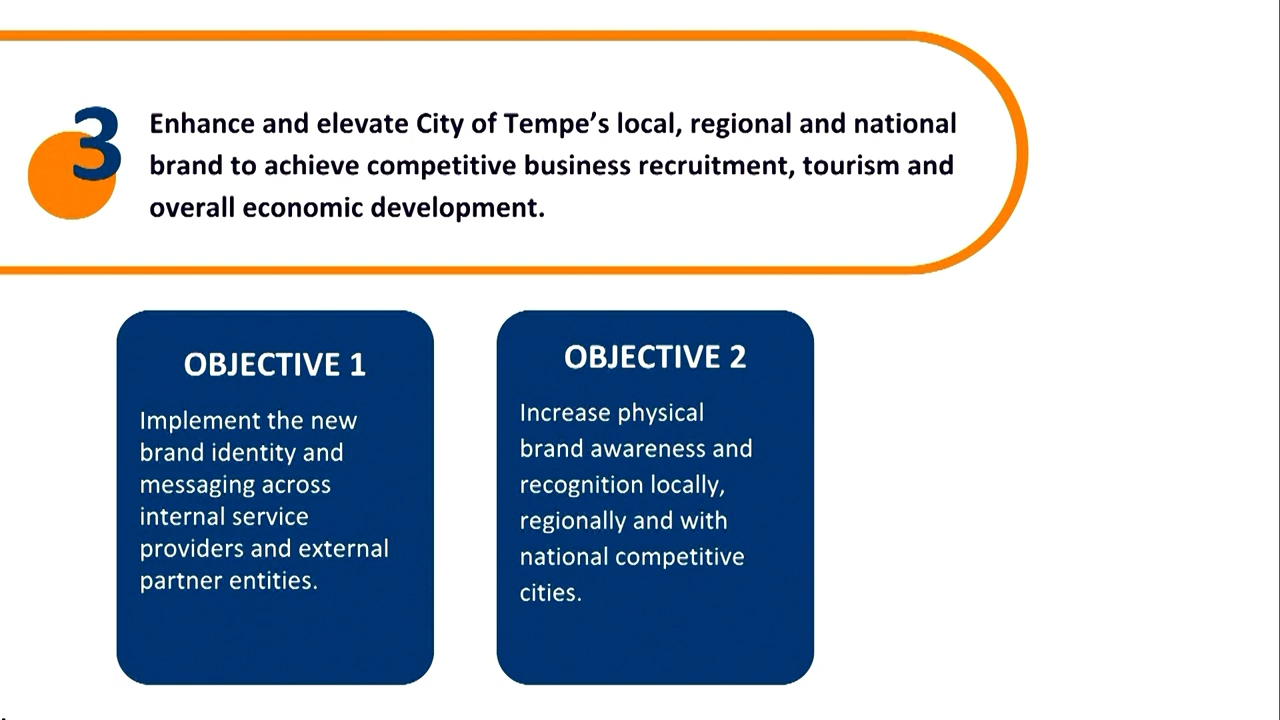 3
Enhance and elevate City of Tempe's local, regional and national
brand to achieve competitive business recruitment, tourism and
overall economic development.
OBJECTIVE 1
Implement the new
brand identity and
messaging across
internal service
providers and external
partner entities.
OBJECTIVE 2
Increase physical
brand awareness and
recognition locally,
regionally and with
national competitive
cities.